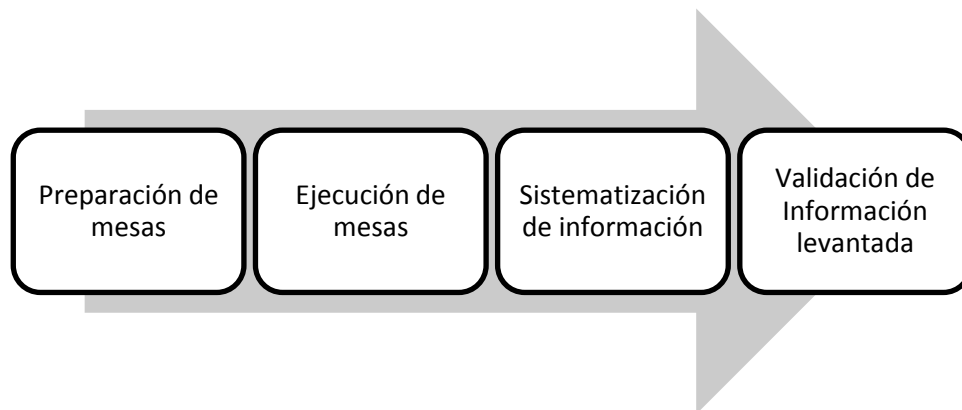 Preparación de
mesas
Ejecución de
mesas
Sistematización
de información
Validación de
Información
levantada